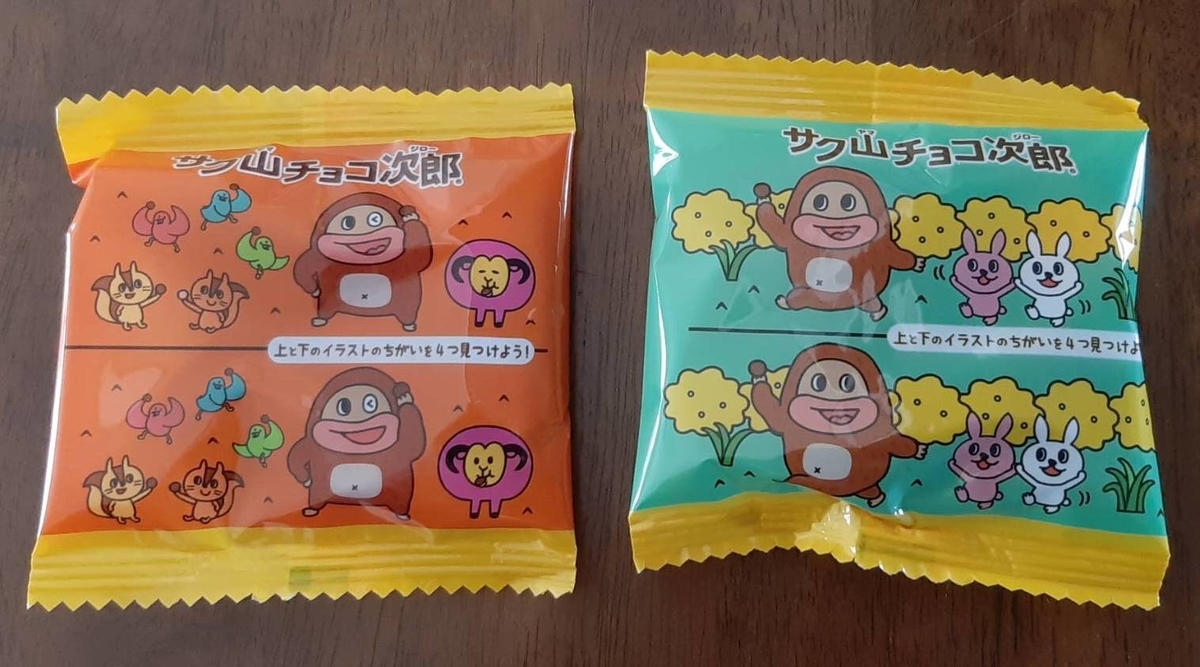 サク山チョコ次郎
ジロー
上と下のイラストのちがいを4つ見つけよう!
サク山チョコ次郎
ヤマ
ジロー
上と下のイラストのちがいを4つ見つけよ